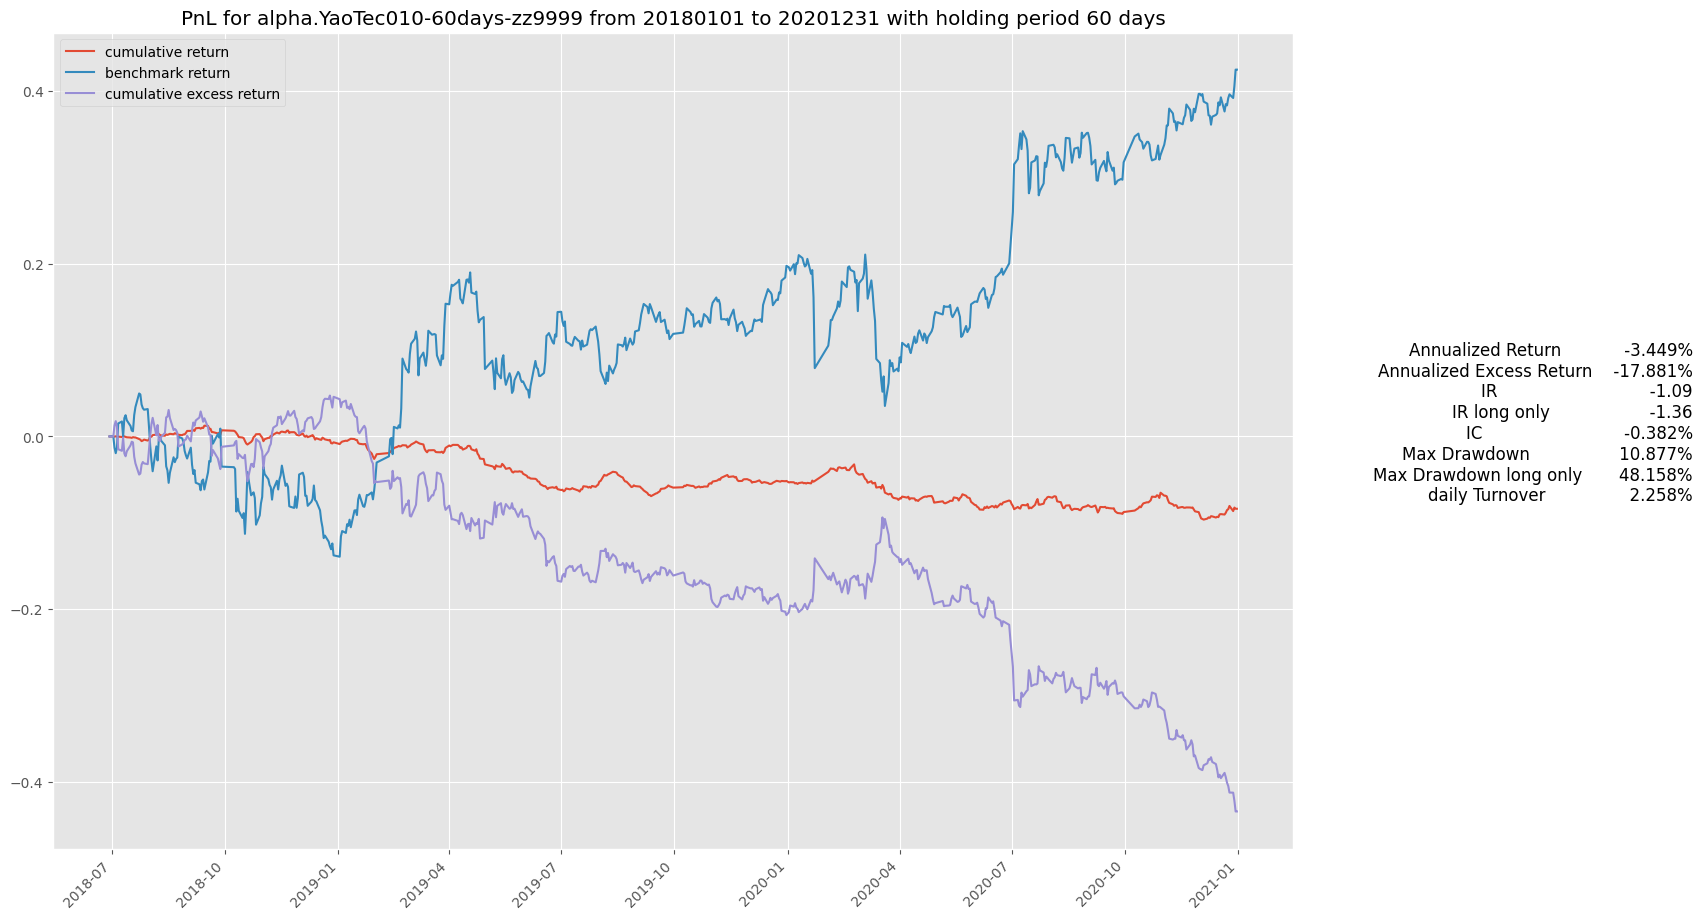 PnL for alpha.YaoTec010-60days-zz9999 from 20180101 to 20201231 with holding period 60 days
cumulative return
benchmark return
cumulative excess return
0.4
0.2
0.0
−0.2
−0.4
2018-07
2018-10
2019-01
2019-04
2019-07
2019-10
2020-01
2020-04
2020-07
2020-10
2021-01
Annualized Return -3.449%
Annualized Excess Return -17.881%
IR -1.09
IR long only -1.36
IC -0.382%
Max Drawdown 10.877%
Max Drawdown long only 48.158%
daily Turnover 2.258%